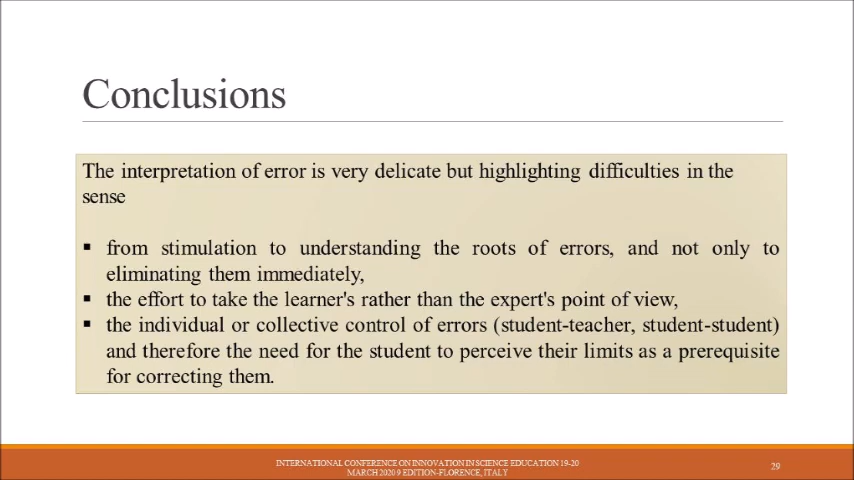 Conclusions
The interpretation of error is very delicate but highlighting difficulties in the
sense
▪ from stimulation to understanding the roots of errors, and not only to
eliminating them immediately,
▪ the effort to take the learner's rather than the expert's point of view,
▪ the individual or collective control of errors (student-teacher, student-student)
and therefore the need for the student to perceive their limits as a prerequisite
for correcting them.
INTERNATIONAL CONFERENCE ON INNOVATION IN SCIENCE EDUCATION 19-20
MARCH 2020 9 EDITION-FLORENCE, ITALY
29